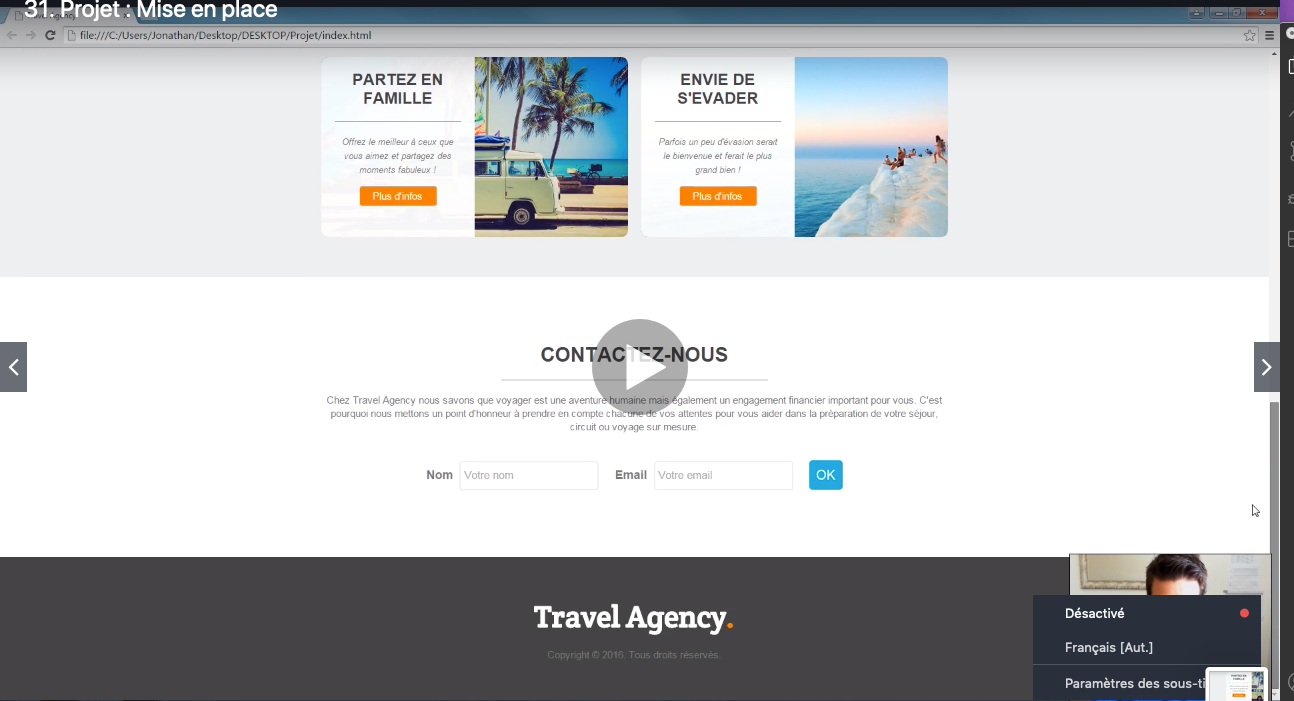 31. Projet : Mise en place
file:///C:/Users/Jonathan/Desktop/DESKTOP/Projet/index.html
PARTEZ EN
FAMILLE
Offrez le meilleur à ceux que
vous aimez et partagez des
moments fabuleux !
Plus d'infos
ENVIE DE
S'EVADER
Parfois un peu d'évasion serait
le bienvenue et ferait le plus
grand bien !
Plus d'infos
CONTACTEZ-NOUS
Chez Travel Agency nous savons que voyager est une aventure humaine mais également un engagement financier important pour vous. C'est
pourquoi nous mettons un point d'honneur à prendre en compte chacune de vos attentes pour vous aider dans la préparation de votre séjour,
circuit ou voyage sur mesure.
Nom Votre nom Email Votre email OK
Travel Agency.
Copyright © 2016. Tous droits réservés.
Désactivé
Français [Aut.]
Paramètres des sous-ti